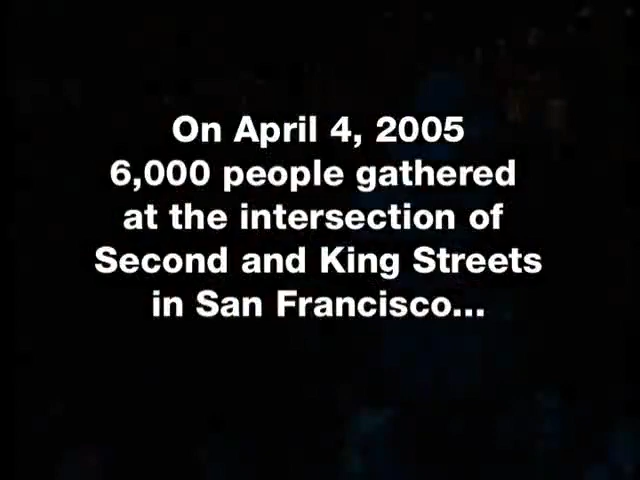 On April 4, 2005
6,000 people gathered
at the intersection of
Second and King Streets
in San Francisco...